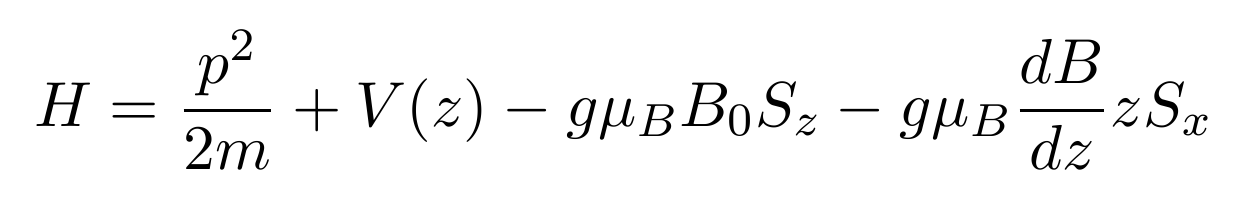 H = \frac{p^2}{2m} + V(z) - g\mu_B B_0 S_z - g\mu_B \frac{dB}{dz} z S_x